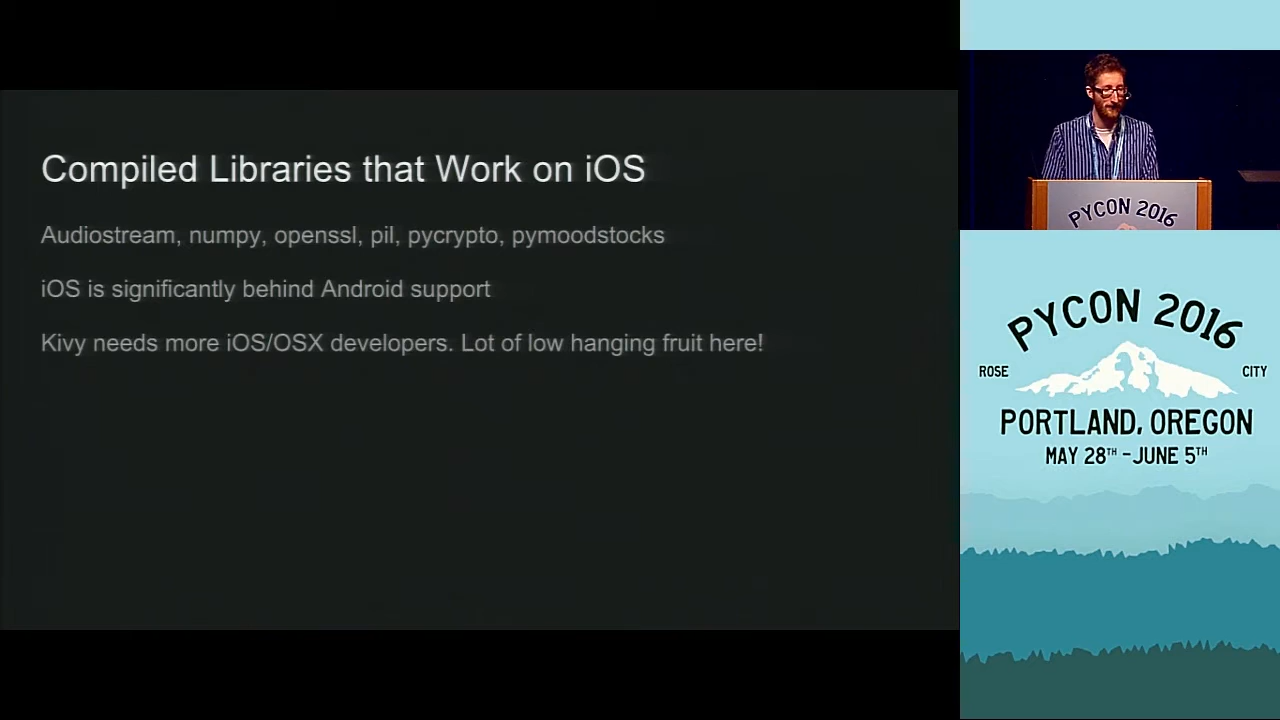 Compiled Libraries that Work on iOS
Audiostream, numpy, openssl, pil, pycrypto, pymoodstocks
iOS is significantly behind Android support
Kivy needs more iOS/OSX developers. Lot of low hanging fruit here!
PYCON 2016
PYCON 2016
ROSE CITY
PORTLAND, OREGON
MAY 28TH - JUNE 5TH